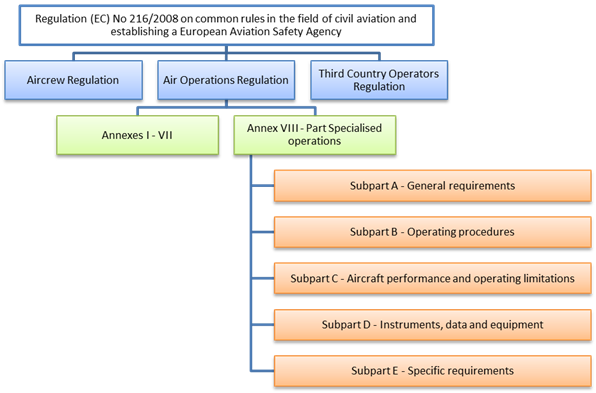 Regulation (EC) No 216/2008 on common rules in the field of civil aviation and
establishing a European Aviation Safety Agency
Aircrew Regulation
Air Operations Regulation
Third Country Operators
Regulation
Annexes I - VII
Annex VIII - Part Specialised
operations
Subpart A - General requirements
Subpart B - Operating procedures
Subpart C - Aircraft performance and operating limitations
Subpart D - Instruments, data and equipment
Subpart E - Specific requirements